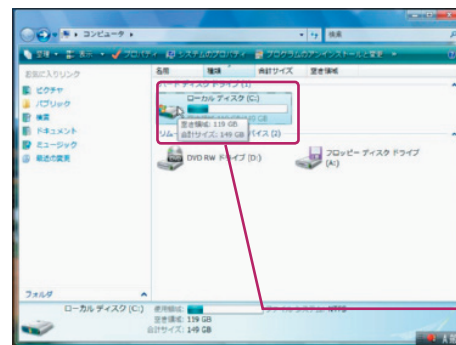 コンピュータ
検索
整理 表示 プロパティ システムのプロパティ プログラムのアンインストールと変更 »
お気に入りリンク
名前 種類 合計サイズ 空き領域
ハードディスク ドライブ (1)
ピクチャ
ローカル ディスク (C:)
パブリック
検索
空き領域: 119 GB
合計サイズ: 149 GB
ドキュメント
バイス (2)
ミュージック
最近の変更
DVD RW ドライブ (D:)
フロッピー ディスク ドライブ (A:)
フォルダ
ローカル ディスク (C:) 使用領域:
空き領域: 119 GB
合計サイズ: 149 GB